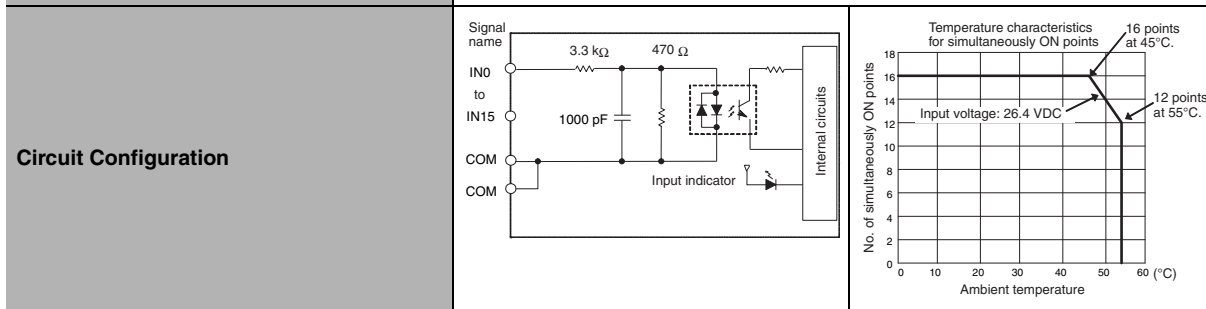 Circuit Configuration
Signal
name
3.3 kΩ
470 Ω
IN0
to
IN15
1000 pF
COM
COM
Input indicator
Internal circuits
Temperature characteristics
for simultaneously ON points
16 points
at 45°C.
No. of simultaneously ON points
18
16
14
12
10
8
6
4
2
0
Input voltage: 26.4 VDC
12 points
at 55°C.
0 10 20 30 40 50 60 (°C)
Ambient temperature